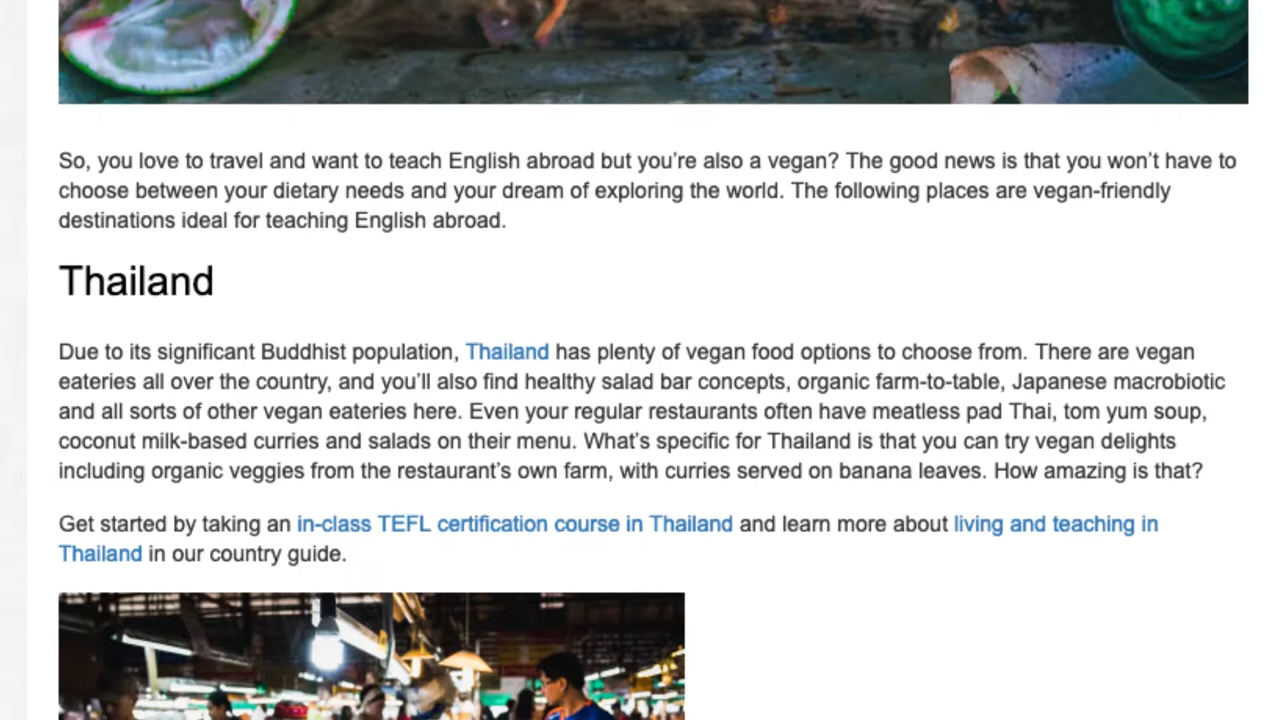 So, you love to travel and want to teach English abroad but you’re also a vegan? The good news is that you won’t have to
choose between your dietary needs and your dream of exploring the world. The following places are vegan-friendly
destinations ideal for teaching English abroad.
Thailand
Due to its significant Buddhist population, Thailand has plenty of vegan food options to choose from. There are vegan
eateries all over the country, and you’ll also find healthy salad bar concepts, organic farm-to-table, Japanese macrobiotic
and all sorts of other vegan eateries here. Even your regular restaurants often have meatless pad Thai, tom yum soup,
coconut milk-based curries and salads on their menu. What’s specific for Thailand is that you can try vegan delights
including organic veggies from the restaurant’s own farm, with curries served on banana leaves. How amazing is that?
Get started by taking an in-class TEFL certification course in Thailand and learn more about living and teaching in
Thailand in our country guide.